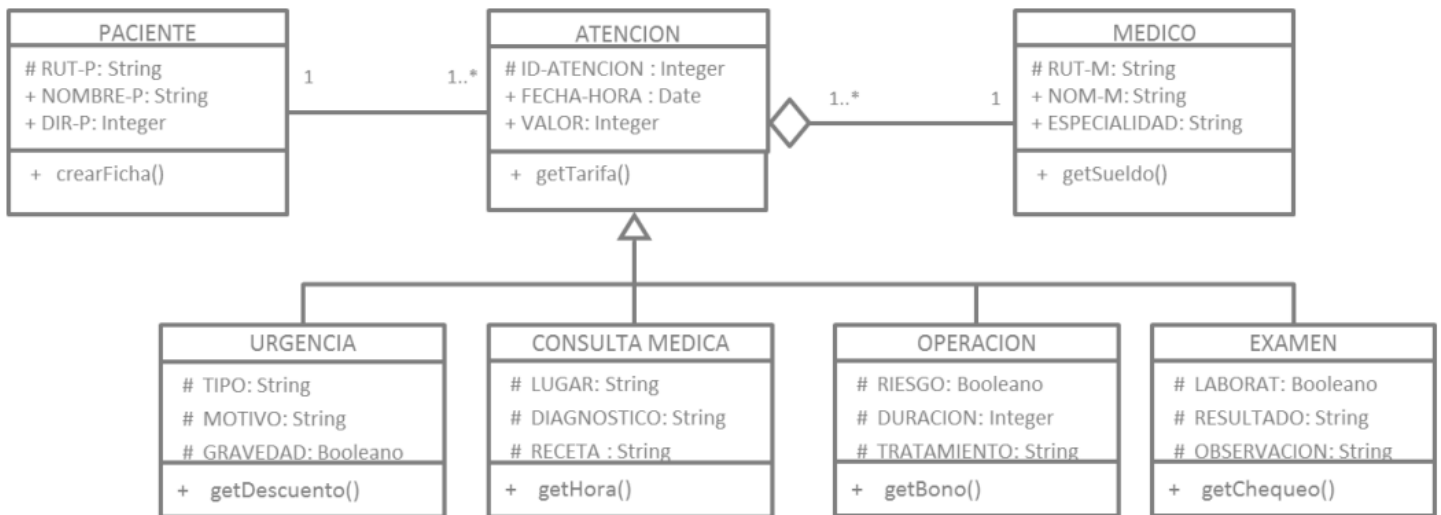 PACIENTE
# RUT-P: String
+ NOMBRE-P: String
+ DIR-P: Integer
+ crearFicha()
1
1..*
ATENCION
# ID-ATENCION : Integer
+ FECHA-HORA : Date
+ VALOR: Integer
+ getTarifa()
1..*
1
MEDICO
# RUT-M: String
+ NOM-M: String
+ ESPECIALIDAD: String
+ getSueldo()
URGENCIA
# TIPO: String
# MOTIVO: String
# GRAVEDAD: Booleano
+ getDescuento()
CONSULTA MEDICA
# LUGAR: String
# DIAGNOSTICO: String
# RECETA : String
+ getHora()
OPERACION
# RIESGO: Booleano
# DURACION: Integer
# TRATAMIENTO: String
+ getBono()
EXAMEN
# LABORAT: Booleano
# RESULTADO: String
# OBSERVACION: String
+ getChequeo()